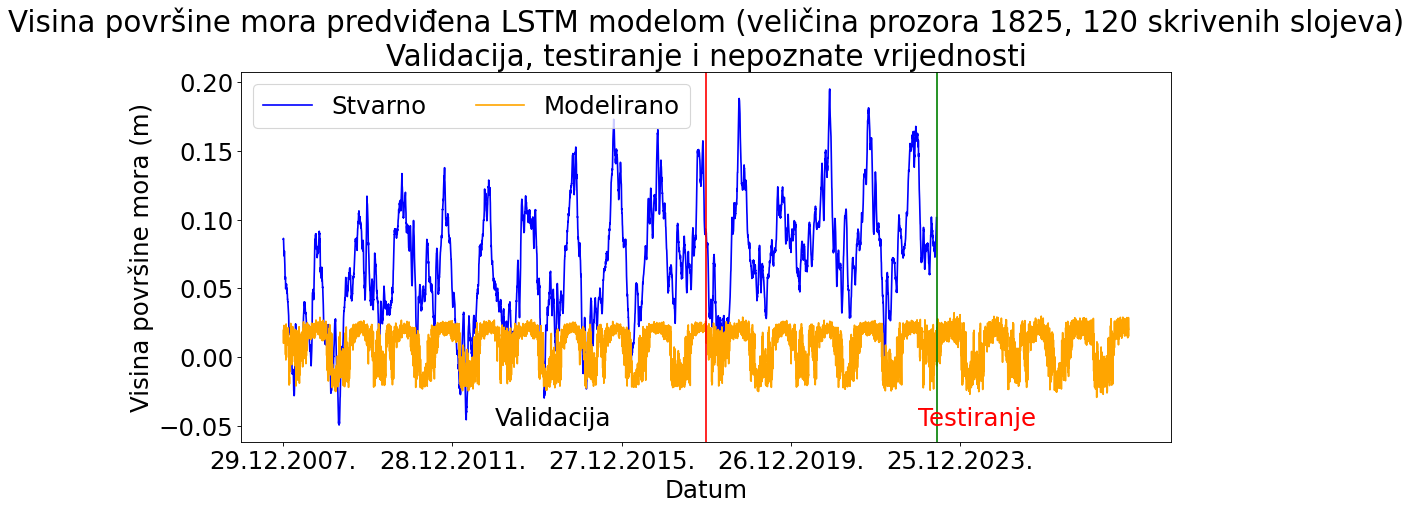 Visina površine mora predviđena LSTM modelom (veličina prozora 1825, 120 skrivenih slojeva)
Validacija, testiranje i nepoznate vrijednosti
Stvarno
Modelirano
Visina površine mora (m)
0.20
0.15
0.10
0.05
0.00
−0.05
Validacija
Testiranje
29.12.2007.
28.12.2011.
27.12.2015.
26.12.2019.
25.12.2023.
Datum